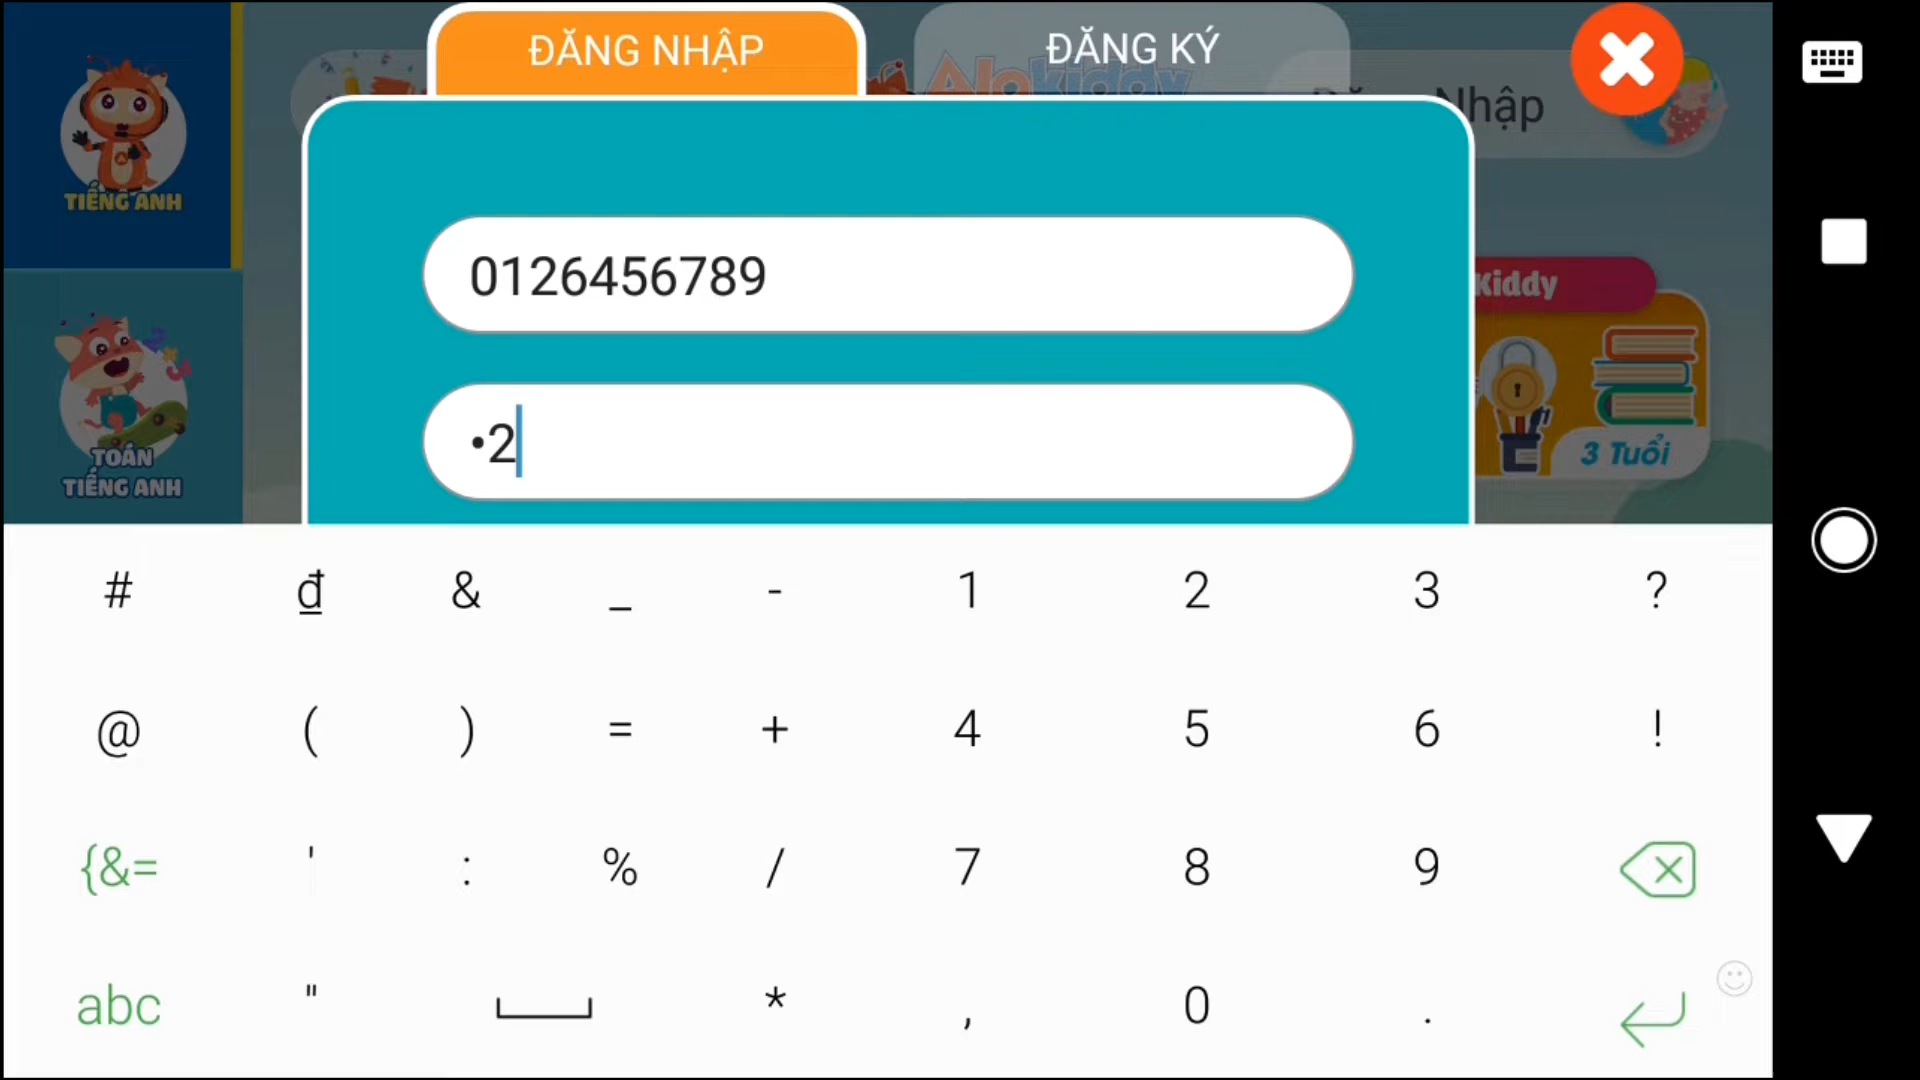 ĐĂNG NHẬP
ĐĂNG KÝ
Alokiddy
Nhập
TIẾNG ANH
0126456789
Kiddy
•2
3 Tuổi
TOÁN
TIẾNG ANH
# đ & _ - 1 2 3 ?
@ ( ) = + 4 5 6 !
{&= ' : % / 7 8 9
abc " * , 0 .